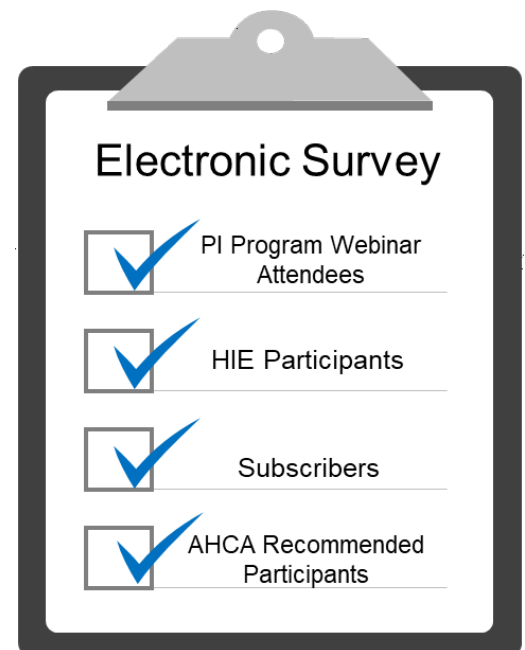 Electronic Survey
PI Program Webinar
Attendees
HIE Participants
Subscribers
AHCA Recommended
Participants